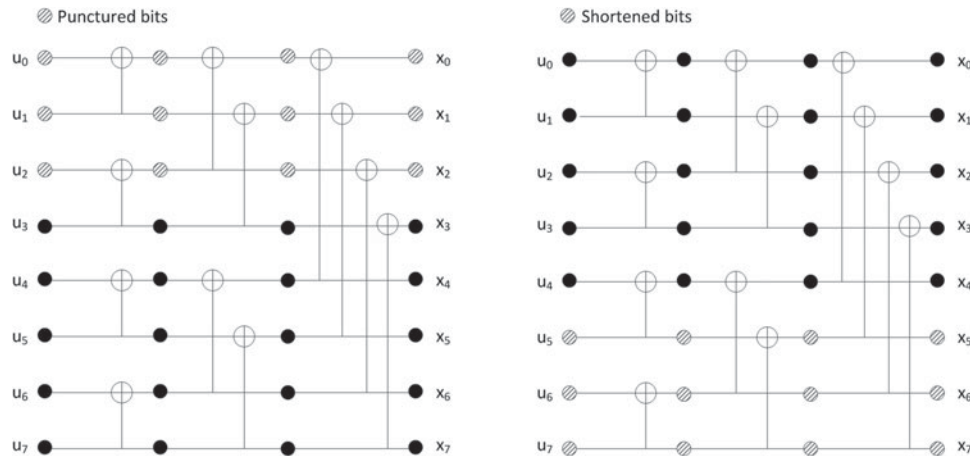 Punctured bits
u0 x0
u1 x1
u2 x2
u3 x3
u4 x4
u5 x5
u6 x6
u7 x7
Shortened bits
u0 x0
u1 x1
u2 x2
u3 x3
u4 x4
u5 x5
u6 x6
u7 x7